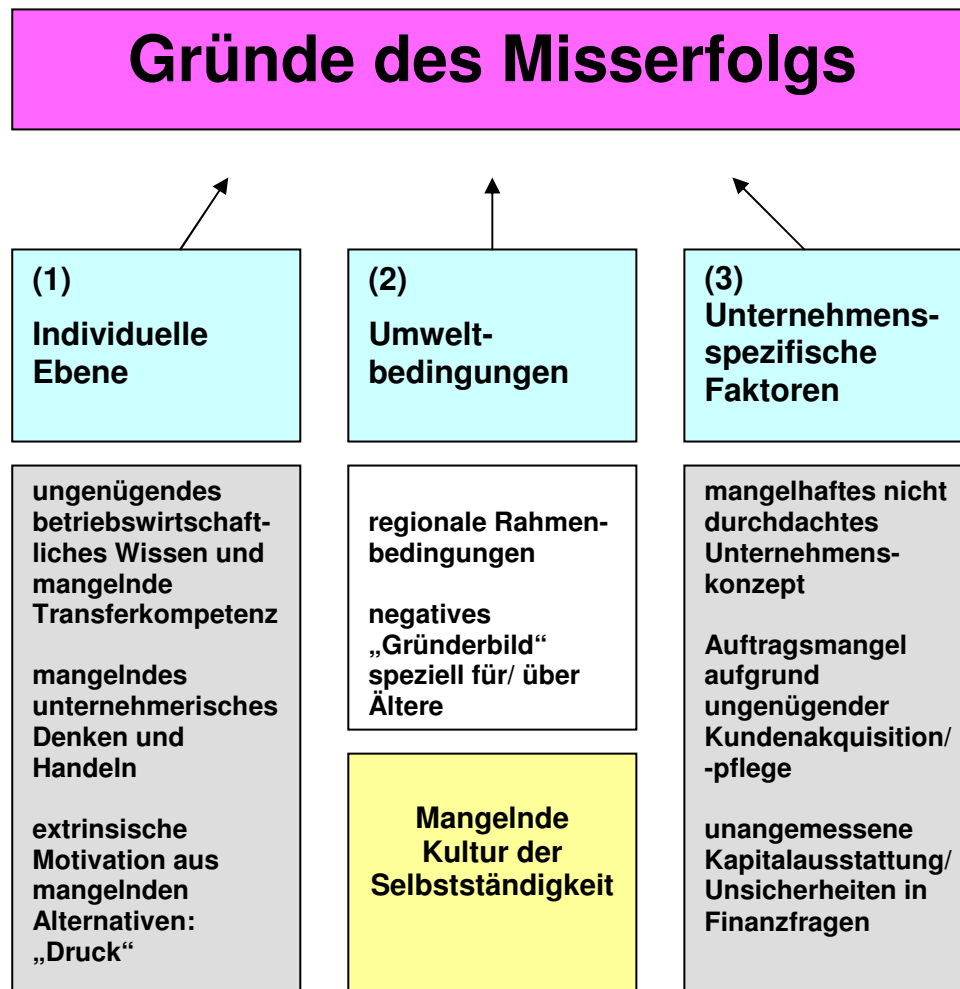 Gründe des Misserfolgs
(1)
Individuelle
Ebene
(2)
Umwelt-
bedingungen
(3)
Unternehmens-
spezifische
Faktoren
ungenügendes
betriebswirtschaft-
liches Wissen und
mangelnde
Transferkompetenz
mangelndes
unternehmerisches
Denken und
Handeln
extrinsische
Motivation aus
mangelnden
Alternativen:
„Druck“
regionale Rahmen-
bedingungen
negatives
„Gründerbild“
speziell für/ über
Ältere
Mangelnde
Kultur der
Selbstständigkeit
mangelhaftes nicht
durchdachtes
Unternehmens-
konzept
Auftragsmangel
aufgrund
ungenügender
Kundenakquisition/
-pflege
unangemessene
Kapitalausstattung/
Unsicherheiten in
Finanzfragen